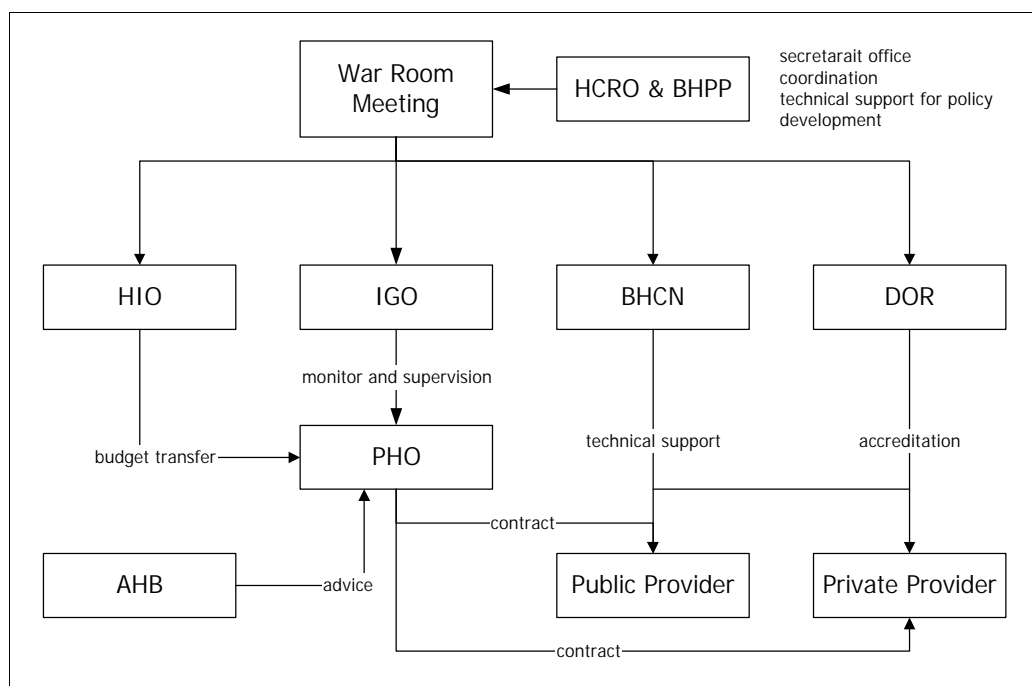 War Room
Meeting
HCRO & BHPP
secretarait office
coordination
technical support for policy
development
HIO
IGO
BHCN
DOR
monitor and supervision
budget transfer
PHO
technical support
accreditation
contract
AHB
advice
Public Provider
Private Provider
contract